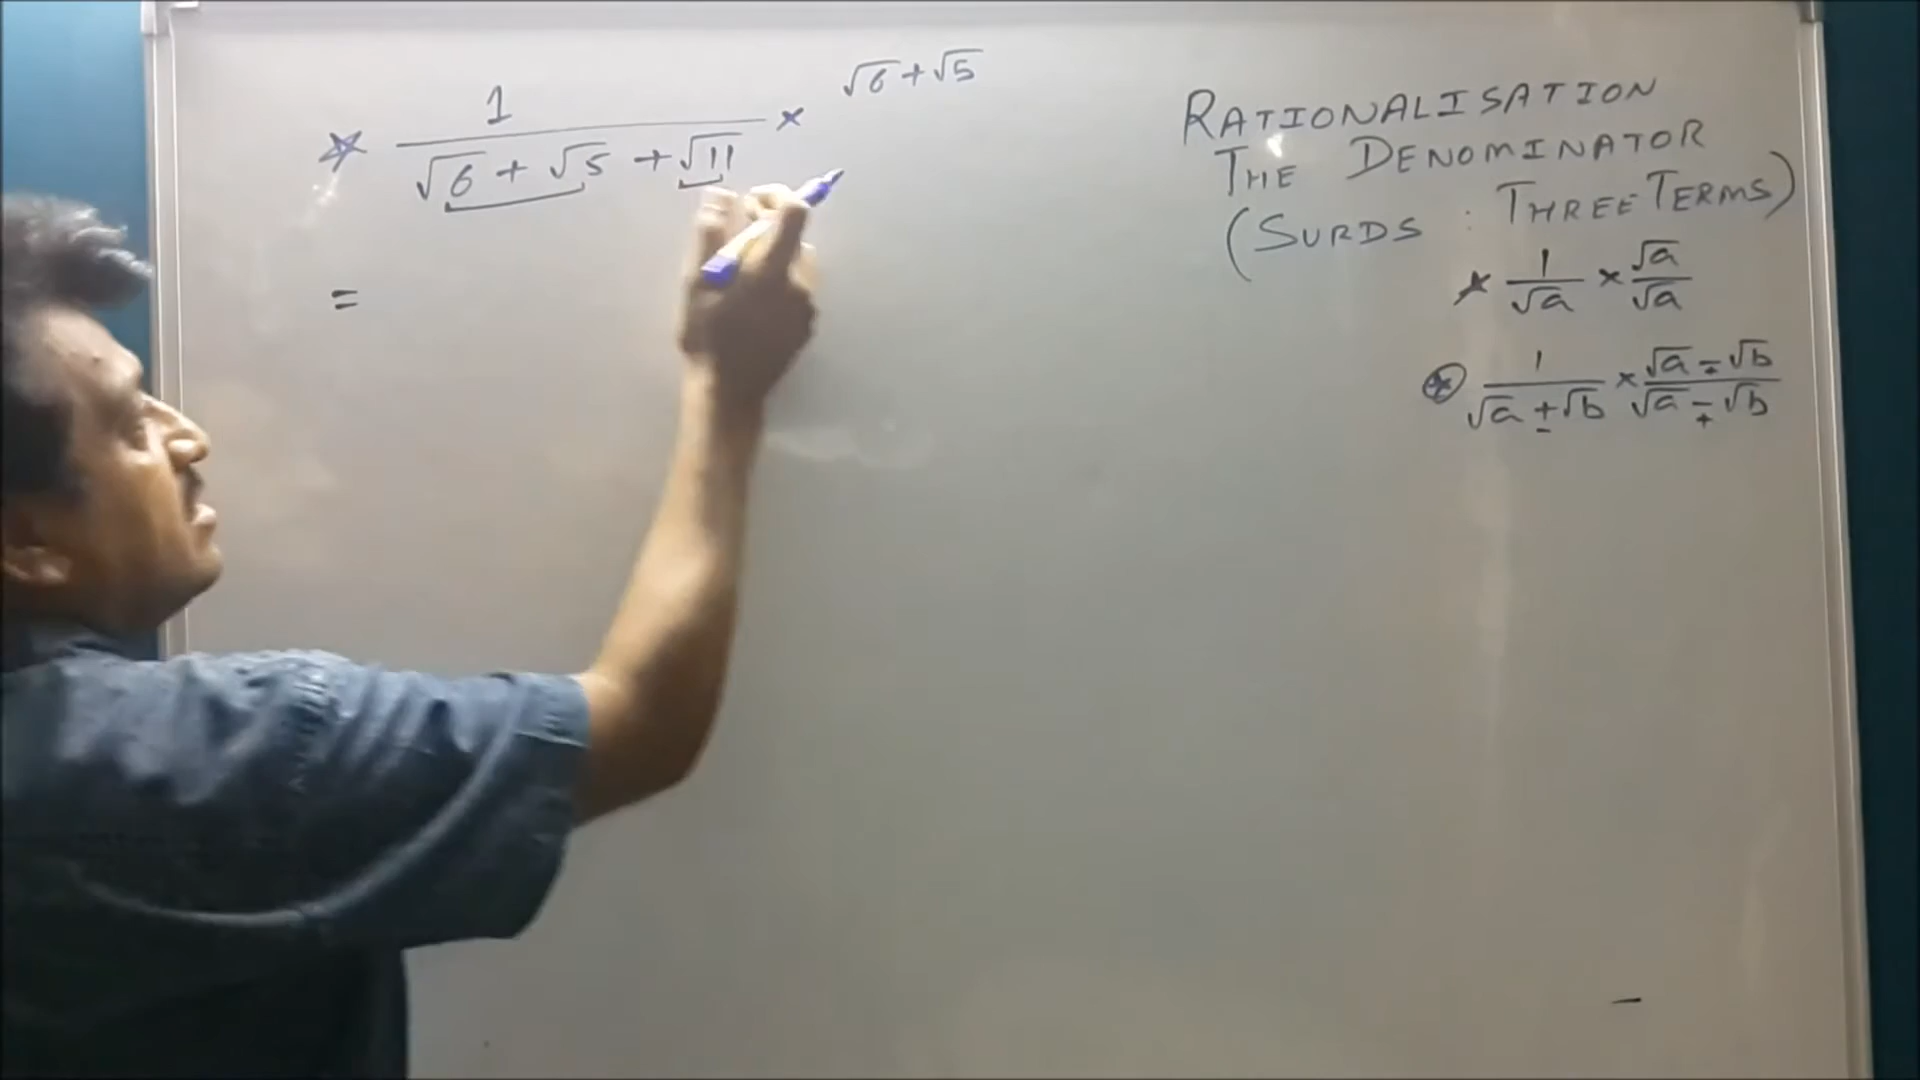 ☆ 1/(√6 + √5 + √11) × √6 + √5
=
RATIONALISATION
THE DENOMINATOR
(SURDS : THREE TERMS)
* 1/√a × √a/√a
⊛ 1/(√a ± √b) × (√a ∓ √b)/(√a ∓ √b)